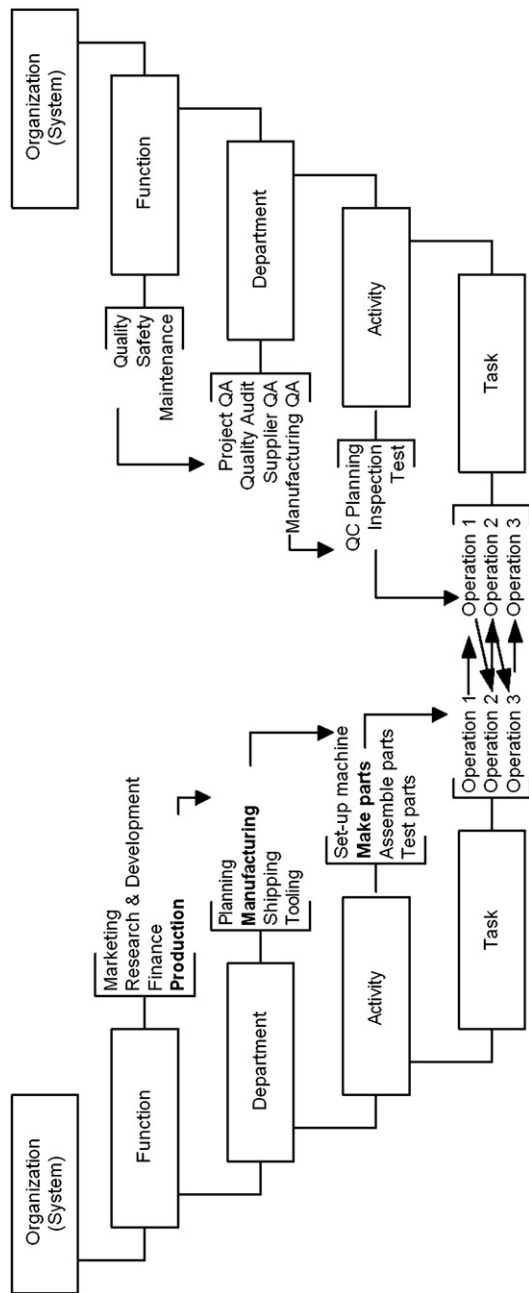 Organization
(System)
Function
Marketing
Research & Development
Finance
Production
Department
Planning
Manufacturing
Shipping
Tooling
Activity
Set-up machine
Make parts
Assemble parts
Test parts
Task
Operation 1
Operation 2
Operation 3
Organization
(System)
Function
Quality
Safety
Maintenance
Department
Project QA
Quality Audit
Supplier QA
Manufacturing QA
Activity
QC Planning
Inspection
Test
Task
Operation 1
Operation 2
Operation 3